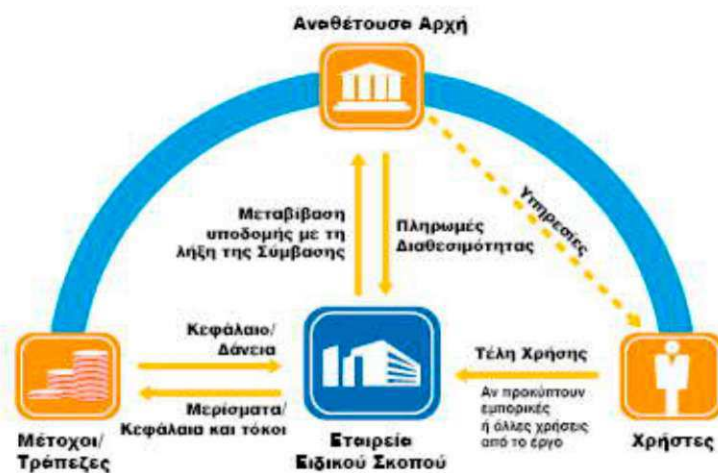 Αναθέτουσα Αρχή
Μεταβίβαση
υποδομής με τη
λήξη της Σύμβασης
Πληρωμές
Διαθεσιμότητας
Υπηρεσίες
Κεφάλαιο/
Δάνεια
Μερίσματα/
Κεφάλαια και τόκοι
Τέλη Χρήσης
Αν προκύπτουν
εμπορικές
ή άλλες χρήσεις
από το έργο
Μέτοχοι/
Τράπεζες
Εταιρεία
Ειδικού Σκοπού
Χρήστες